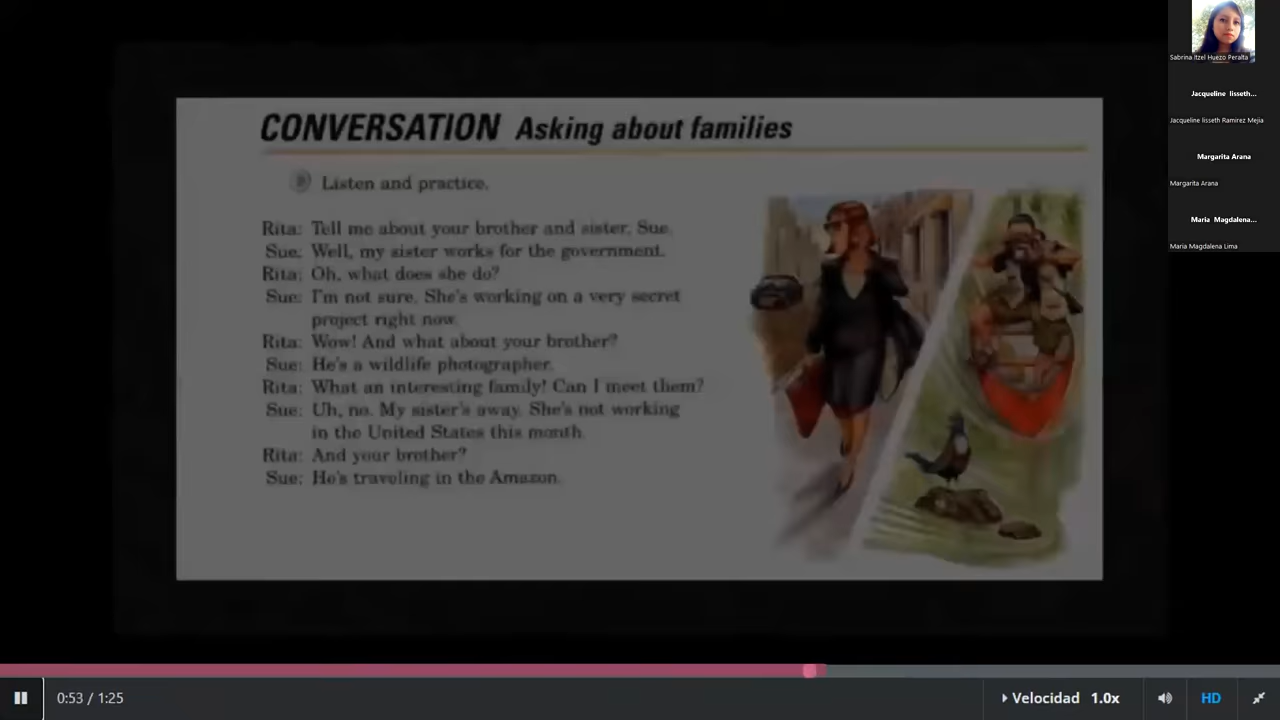 CONVERSATION Asking about families
Listen and practice.
Rita: Tell me about your brother and sister, Sue.
Sue: Well, my sister works for the government.
Rita: Oh, what does she do?
Sue: I'm not sure. She's working on a very secret
project right now.
Rita: Wow! And what about your brother?
Sue: He's a wildlife photographer.
Rita: What an interesting family! Can I meet them?
Sue: Uh, no. My sister's away. She's not working
in the United States this month.
Rita: And your brother?
Sue: He's traveling in the Amazon.
Sabrina Itzel Huezo Peralta
Jacqueline lisseth...
Jacqueline lisseth Ramirez Mejia
Margarita Arana
Margarita Arana
Maria Magdalena...
Maria Magdalena Lima
0:53 / 1:25
Velocidad 1.0x
HD